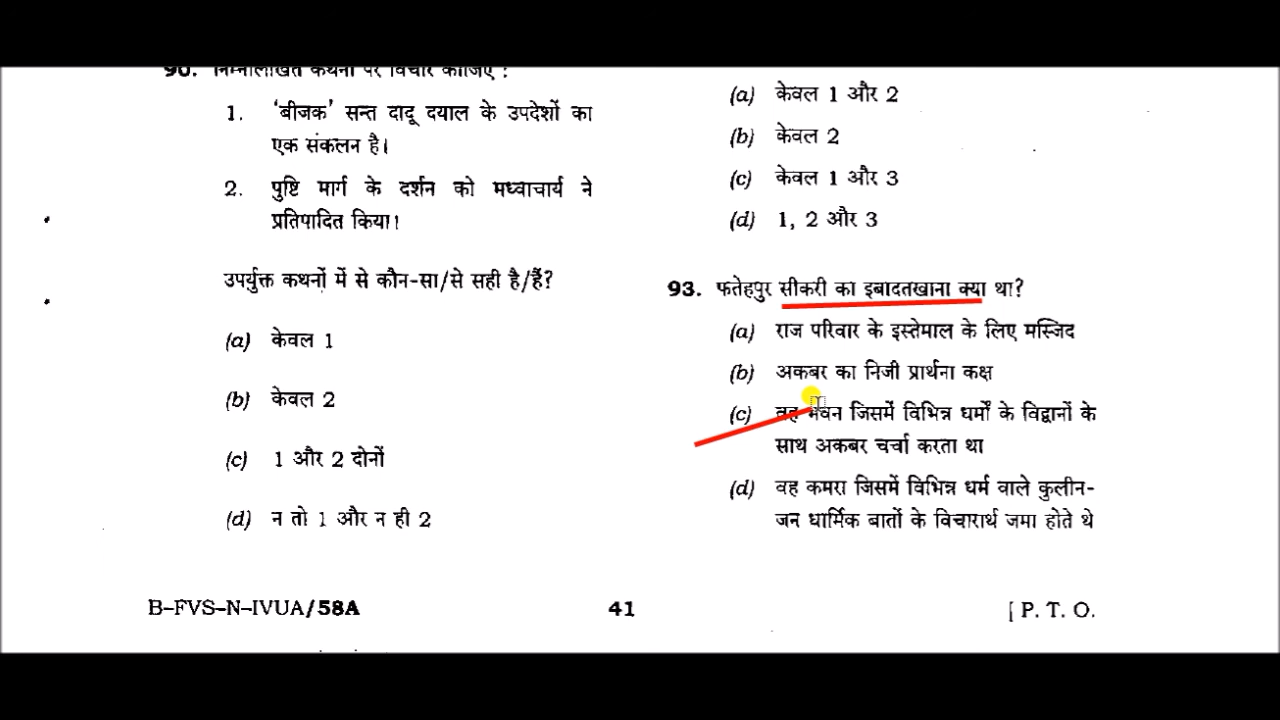 90. निम्नलिखित कथनों पर विचार कीजिए :
1. 'बीजक' सन्त दादू दयाल के उपदेशों का
एक संकलन है।
2. पुष्टि मार्ग के दर्शन को मध्वाचार्य ने
प्रतिपादित किया।
उपर्युक्त कथनों में से कौन-सा/से सही है/हैं?
(a) केवल 1
(b) केवल 2
(c) 1 और 2 दोनों
(d) न तो 1 और न ही 2
(a) केवल 1 और 2
(b) केवल 2
(c) केवल 1 और 3
(d) 1, 2 और 3
93. फतेहपुर सीकरी का इबादतखाना क्या था?
(a) राज परिवार के इस्तेमाल के लिए मस्जिद
(b) अकबर का निजी प्रार्थना कक्ष
(c) वह भवन जिसमें विभिन्न धर्मों के विद्वानों के
साथ अकबर चर्चा करता था
(d) वह कमरा जिसमें विभिन्न धर्म वाले कुलीन-
जन धार्मिक बातों के विचारार्थ जमा होते थे
B–FVS–N–IVUA/58A
41
[ P. T. O.